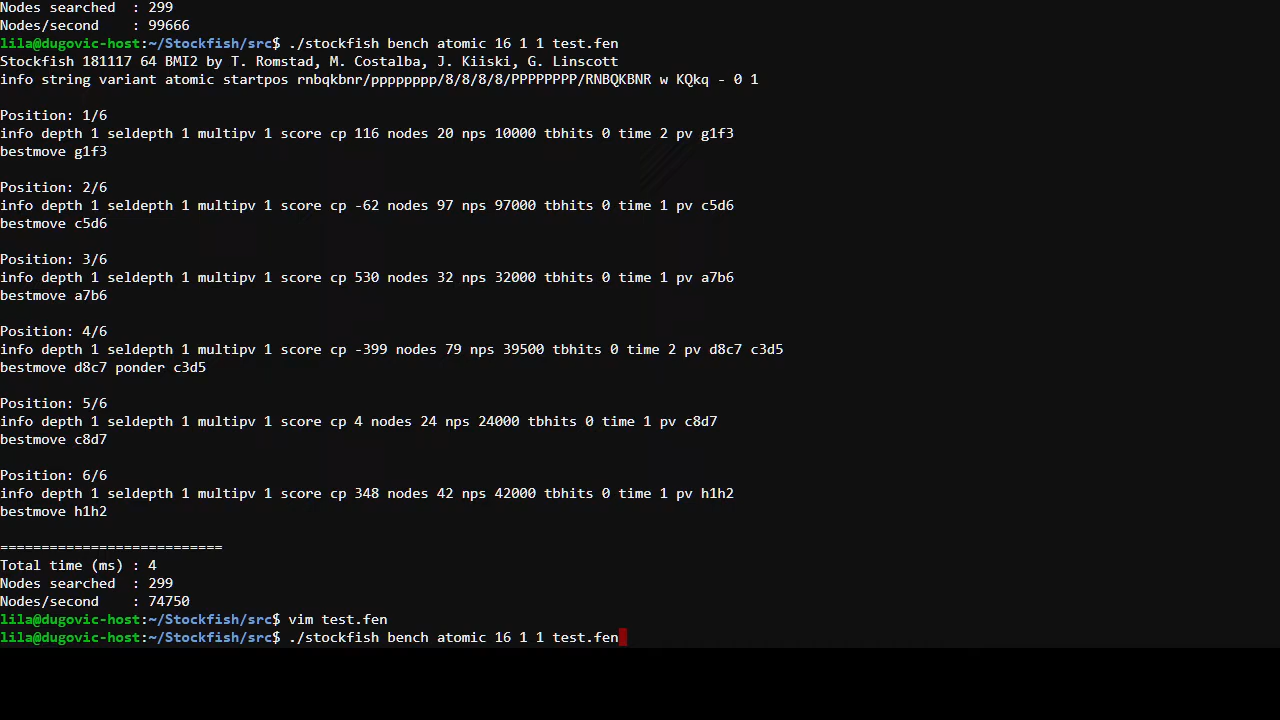 Nodes searched  : 299
Nodes/second    : 99666
lila@dugovic-host:~/Stockfish/src$ ./stockfish bench atomic 16 1 1 test.fen
Stockfish 181117 64 BMI2 by T. Romstad, M. Costalba, J. Kiiski, G. Linscott
info string variant atomic startpos rnbqkbnr/pppppppp/8/8/8/8/PPPPPPPP/RNBQKBNR w KQkq - 0 1
Position: 1/6
info depth 1 seldepth 1 multipv 1 score cp 116 nodes 20 nps 10000 tbhits 0 time 2 pv g1f3
bestmove g1f3
Position: 2/6
info depth 1 seldepth 1 multipv 1 score cp -62 nodes 97 nps 97000 tbhits 0 time 1 pv c5d6
bestmove c5d6
Position: 3/6
info depth 1 seldepth 1 multipv 1 score cp 530 nodes 32 nps 32000 tbhits 0 time 1 pv a7b6
bestmove a7b6
Position: 4/6
info depth 1 seldepth 1 multipv 1 score cp -399 nodes 79 nps 39500 tbhits 0 time 2 pv d8c7 c3d5
bestmove d8c7 ponder c3d5
Position: 5/6
info depth 1 seldepth 1 multipv 1 score cp 4 nodes 24 nps 24000 tbhits 0 time 1 pv c8d7
bestmove c8d7
Position: 6/6
info depth 1 seldepth 1 multipv 1 score cp 348 nodes 42 nps 42000 tbhits 0 time 1 pv h1h2
bestmove h1h2
===========================
Total time (ms) : 4
Nodes searched  : 299
Nodes/second    : 74750
lila@dugovic-host:~/Stockfish/src$ vim test.fen
lila@dugovic-host:~/Stockfish/src$ ./stockfish bench atomic 16 1 1 test.fen